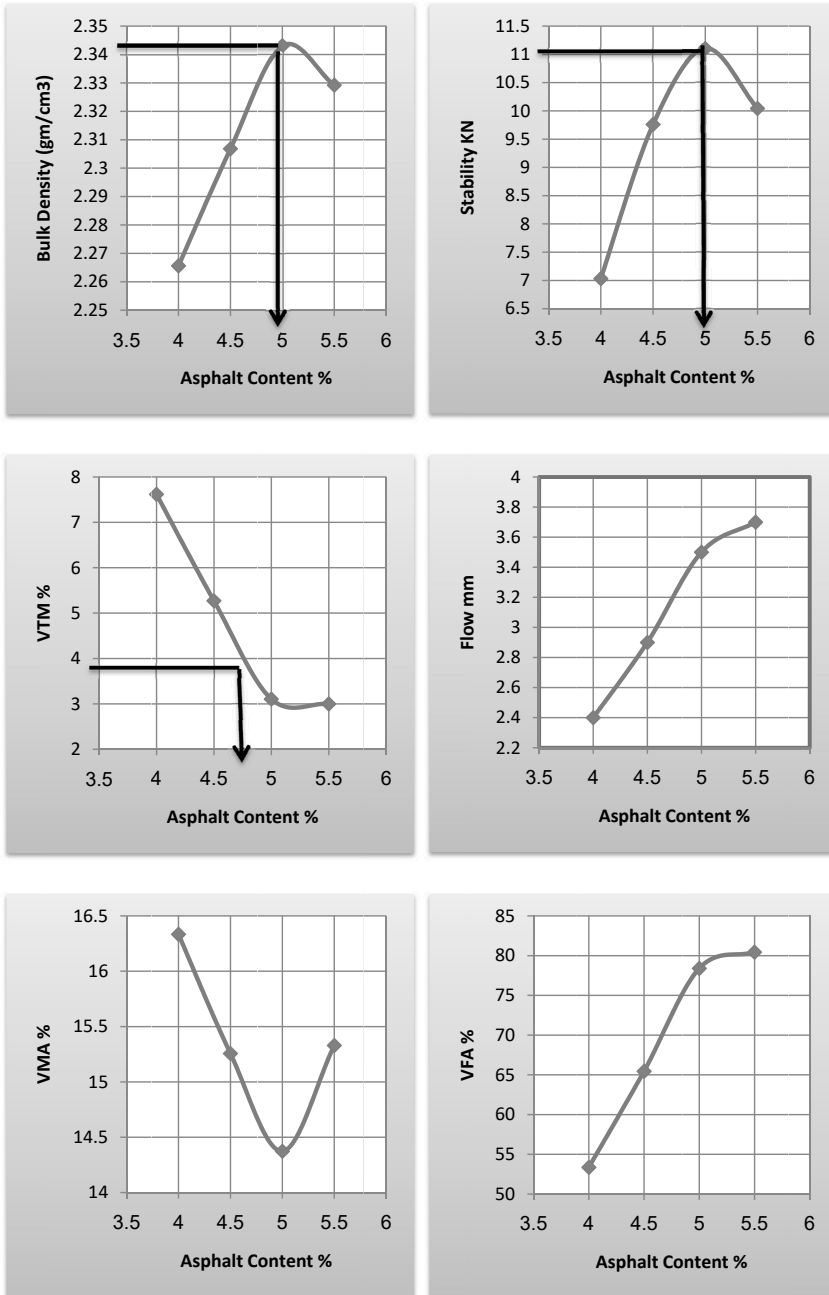 2.35
2.34
2.33
2.32
2.31
2.3
2.29
2.28
2.27
2.26
2.25
3.5 4 4.5 5 5.5 6
Bulk Density (gm/cm3)
Asphalt Content %
11.5
11
10.5
10
9.5
9
8.5
8
7.5
7
6.5
3.5 4 4.5 5 5.5 6
Stability KN
Asphalt Content %
8
7
6
5
4
3
2
3.5 4 4.5 5 5.5 6
VTM %
Asphalt Content %
4
3.8
3.6
3.4
3.2
3
2.8
2.6
2.4
2.2
3.5 4 4.5 5 5.5 6
Flow mm
Asphalt Content %
16.5
16
15.5
15
14.5
14
3.5 4 4.5 5 5.5 6
VMA %
Asphalt Content %
85
80
75
70
65
60
55
50
3.5 4 4.5 5 5.5 6
VFA %
Asphalt Content %